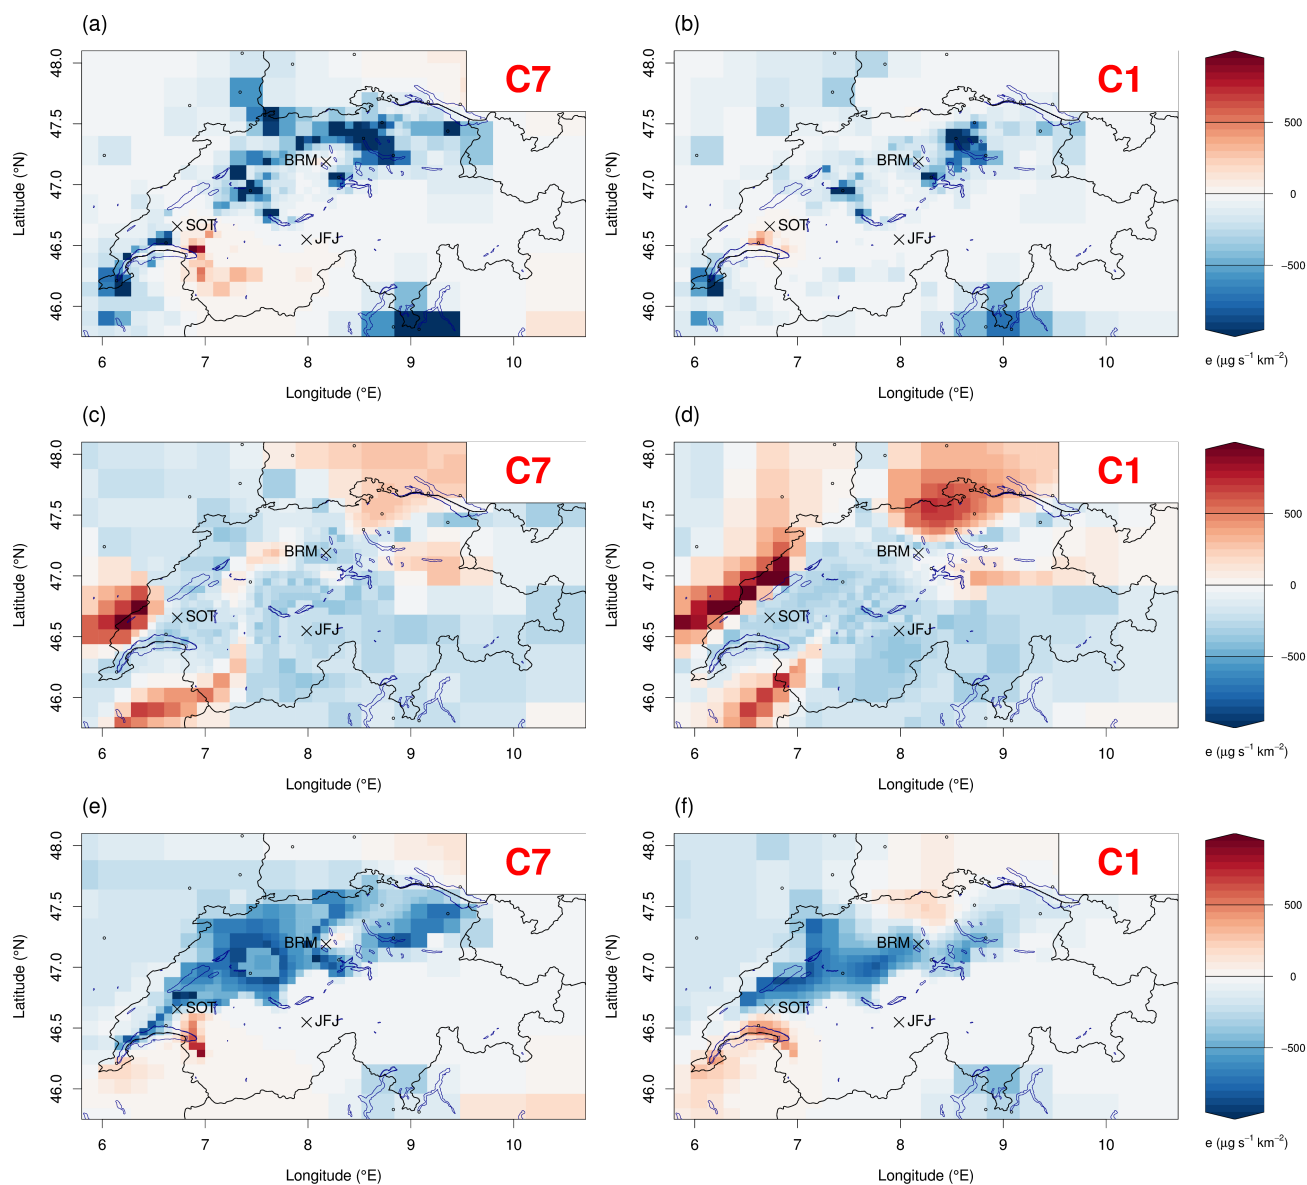 (a)
(b)
C7
C1
BRM
SOT
JFJ
BRM
SOT
JFJ
46.0 46.5 47.0 47.5 48.0
Latitude (°N)
46.0 46.5 47.0 47.5 48.0
Latitude (°N)
500
0
−500
e (μg s−1 km−2)
6 7 8 9 10
6 7 8 9 10
Longitude (°E)
Longitude (°E)
(c)
(d)
C7
C1
BRM
SOT
JFJ
BRM
SOT
JFJ
46.0 46.5 47.0 47.5 48.0
Latitude (°N)
46.0 46.5 47.0 47.5 48.0
Latitude (°N)
500
0
−500
e (μg s−1 km−2)
6 7 8 9 10
6 7 8 9 10
Longitude (°E)
Longitude (°E)
(e)
(f)
C7
C1
BRM
SOT
JFJ
BRM
SOT
JFJ
46.0 46.5 47.0 47.5 48.0
Latitude (°N)
46.0 46.5 47.0 47.5 48.0
Latitude (°N)
500
0
−500
e (μg s−1 km−2)
6 7 8 9 10
6 7 8 9 10
Longitude (°E)
Longitude (°E)